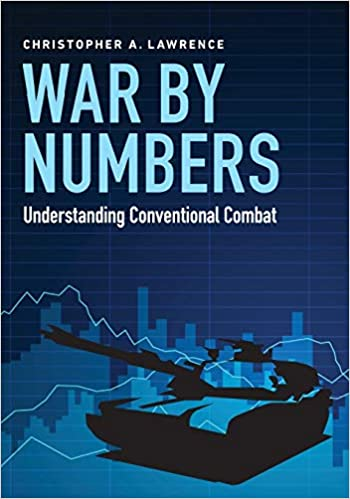 CHRISTOPHER A. LAWRENCE
WAR BY
NUMBERS
Understanding Conventional Combat